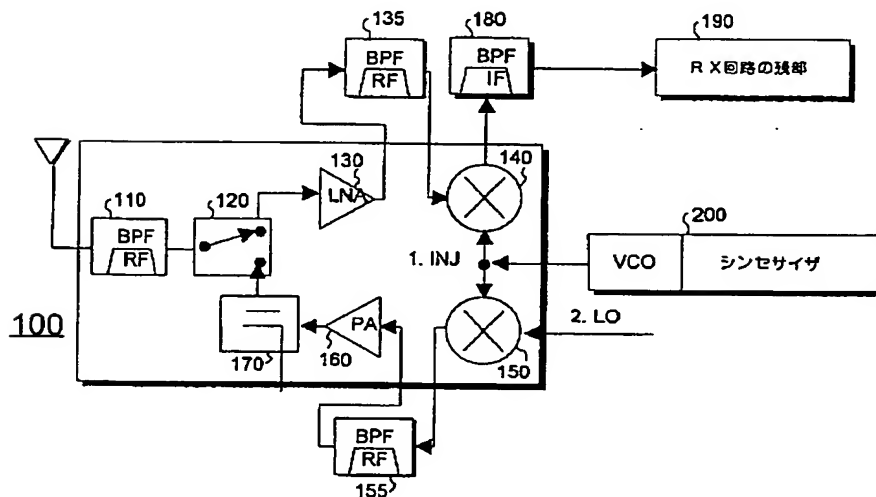 135
BPF
RF
180
BPF
IF
190
RX回路の残部
130
LNA
140
110
BPF
RF
120
1. INJ
200
VCO
シンセサイザ
100
170
160
PA
2. LO
150
BPF
RF
155